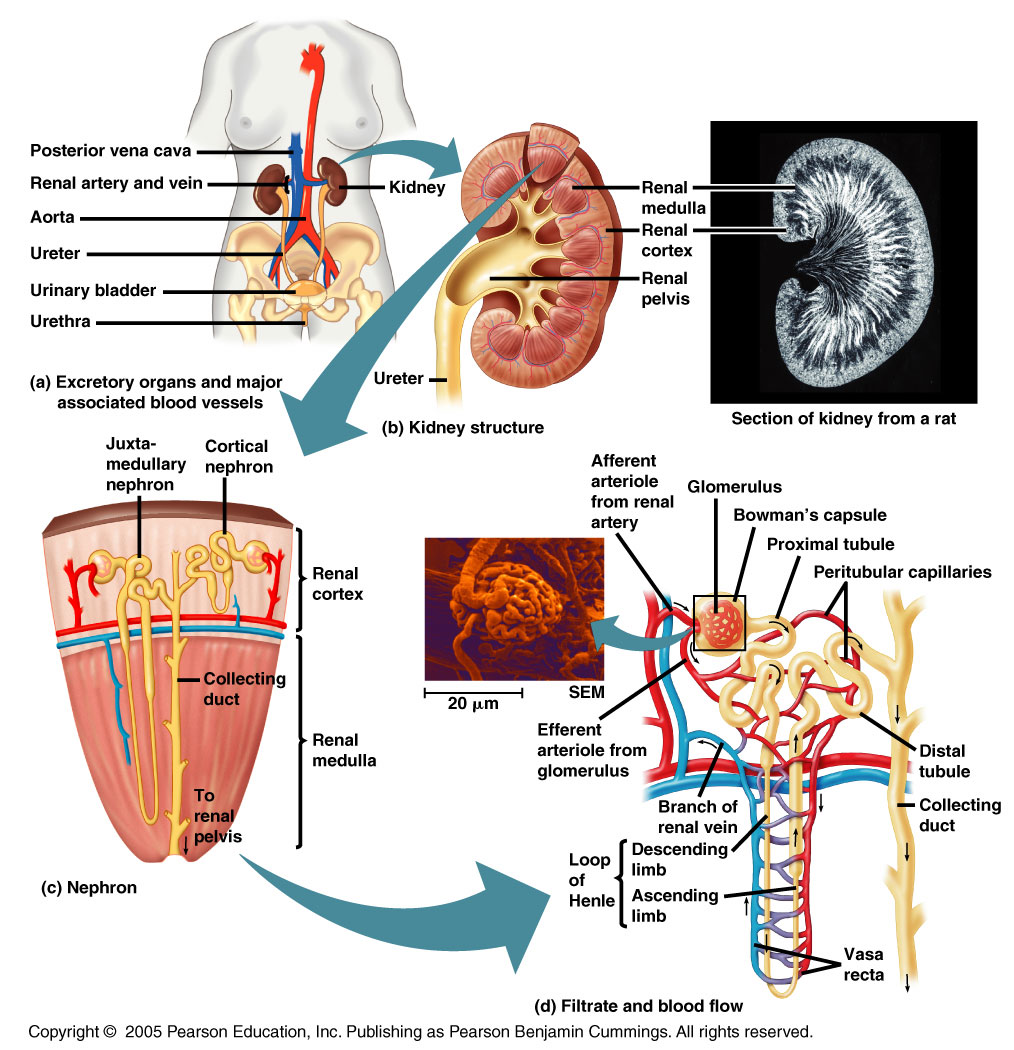 Posterior vena cava
Renal artery and vein
Aorta
Ureter
Urinary bladder
Urethra
Kidney
(a) Excretory organs and major
associated blood vessels
Renal
medulla
Renal
cortex
Renal
pelvis
Ureter
(b) Kidney structure
Section of kidney from a rat
Juxta-
medullary
nephron
Cortical
nephron
Renal
cortex
Collecting
duct
Renal
medulla
To
renal
pelvis
(c) Nephron
Afferent
arteriole
from renal
artery
Glomerulus
Bowman's capsule
Proximal tubule
Peritubular capillaries
SEM
20 µm
Efferent
arteriole from
glomerulus
Distal
tubule
Branch of
renal vein
Collecting
duct
Loop
of
Henle
Descending
limb
Ascending
limb
Vasa
recta
(d) Filtrate and blood flow
Copyright © 2005 Pearson Education, Inc. Publishing as Pearson Benjamin Cummings. All rights reserved.